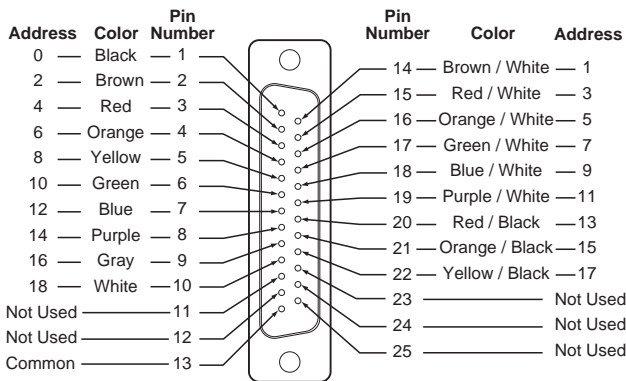 Address Color Pin Number
0 Black 1
2 Brown 2
4 Red 3
6 Orange 4
8 Yellow 5
10 Green 6
12 Blue 7
14 Purple 8
16 Gray 9
18 White 10
Not Used 11
Not Used 12
Common 13
Pin Number Color Address
14 Brown / White 1
15 Red / White 3
16 Orange / White 5
17 Green / White 7
18 Blue / White 9
19 Purple / White 11
20 Red / Black 13
21 Orange / Black 15
22 Yellow / Black 17
23 Not Used
24 Not Used
25 Not Used